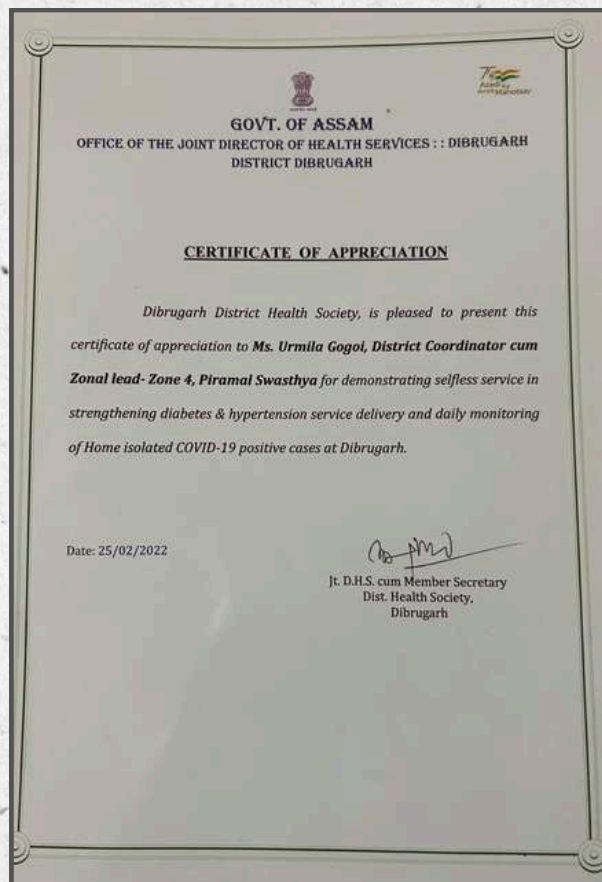 Azadi Ka
Amrit Mahotsav
GOVT. OF ASSAM
OFFICE OF THE JOINT DIRECTOR OF HEALTH SERVICES : : DIBRUGARH
DISTRICT DIBRUGARH
CERTIFICATE OF APPRECIATION
Dibrugarh District Health Society, is pleased to present this
certificate of appreciation to Ms. Urmila Gogoi, District Coordinator cum
Zonal lead- Zone 4, Piramal Swasthya for demonstrating selfless service in
strengthening diabetes & hypertension service delivery and daily monitoring
of Home isolated COVID-19 positive cases at Dibrugarh.
Date: 25/02/2022
Jt. D.H.S. cum Member Secretary
Dist. Health Society,
Dibrugarh